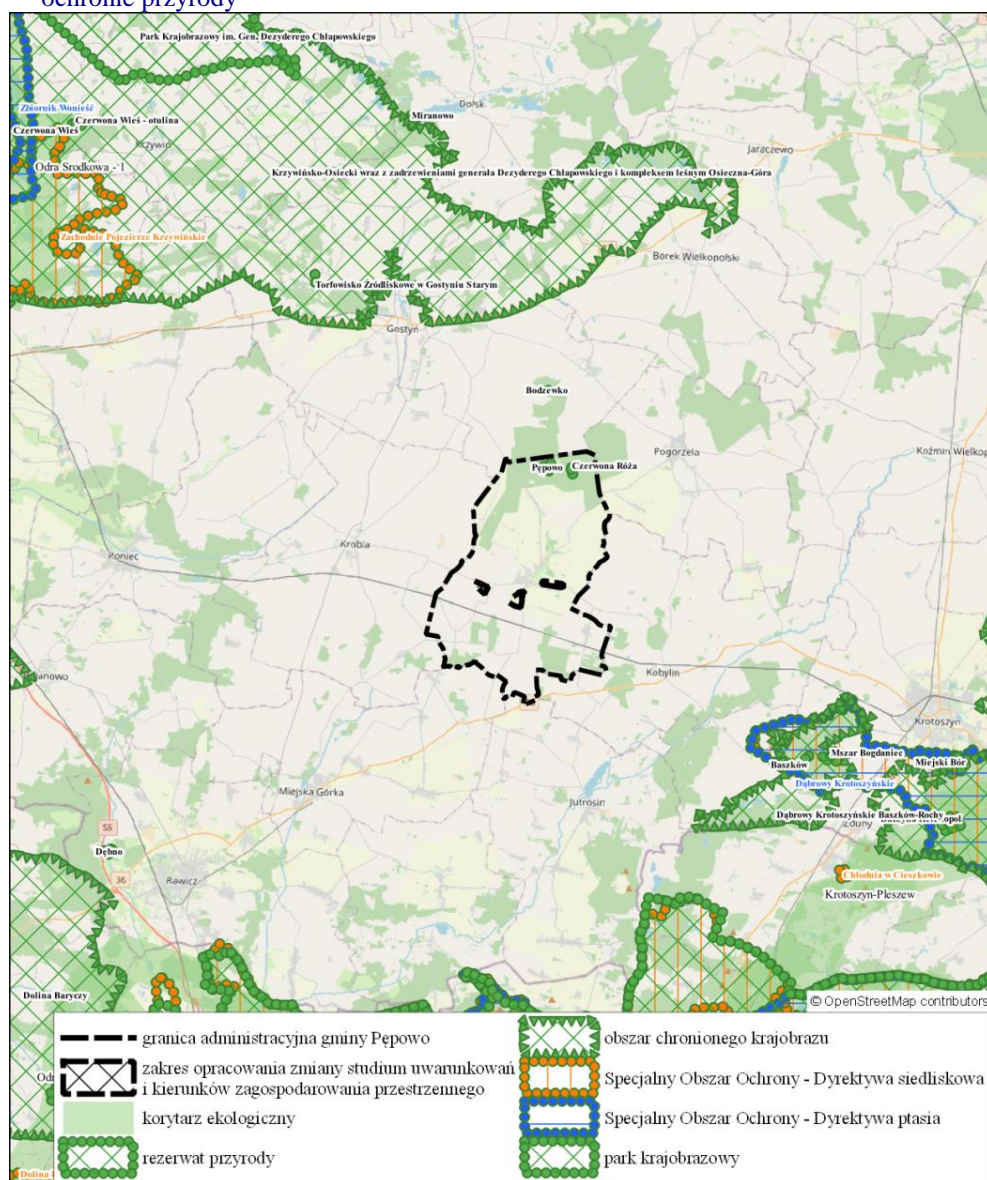 ochronie przyrody
Park Krajobrazowy im. Gen. Dezyderego Chłapowskiego
Zbiornik Wonieść
Czerwona Wieś - otulina
Czerwona Wieś
Krzywiń
Dolsk
Miranowo
Jaraczewo
Odra Środkowa - 1
Krzywińsko-Osiecki wraz z zadrzewieniami generała Dezyderego Chłapowskiego i kompleksem leśnym Osieczna-Góra
Zachodnie Pojezierze Krzywińskie
Borek Wielkopolski
Torfowisko Źródliskowe w Gostyniu Starym
Gostyń
Bodzewko
Pogorzela
Koźmin Wielkop
Pępowo
Czerwona Róża
Krobia
Poniec
Kobylin
Krotoszyn
Mszar Bogdaniec
Baszków
Miejski Bór
Dąbrowy Krotoszyńskie
Miejska Górka
Jutrosin
Dąbrowy Krotoszyńskie Baszków-Rochy
Zduny
S5
Dębno
36
Rawicz
Chłodnia w Cieszkowie
Krotoszyn-Pleszew
Dolina Baryczy
© OpenStreetMap contributors
granica administracyjna gminy Pępowo
zakres opracowania zmiany studium uwarunkowań
i kierunków zagospodarowania przestrzennego
korytarz ekologiczny
rezerwat przyrody
obszar chronionego krajobrazu
Specjalny Obszar Ochrony - Dyrektywa siedliskowa
Specjalny Obszar Ochrony - Dyrektywa ptasia
park krajobrazowy